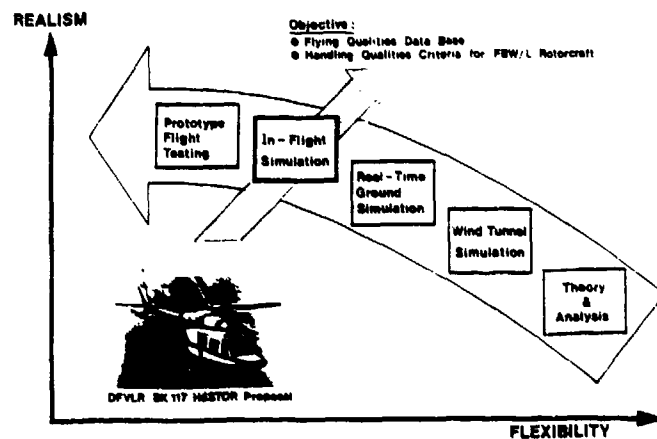 REALISM
Objective:
Flying Qualities Data Base
Handling Qualities Criteria for FBW/L Rotorcraft
Prototype
Flight
Testing
In-Flight
Simulation
Real-Time
Ground
Simulation
Wind Tunnel
Simulation
Theory
&
Analysis
DFVLR BK 117 HESTOR Proposal
FLEXIBILITY